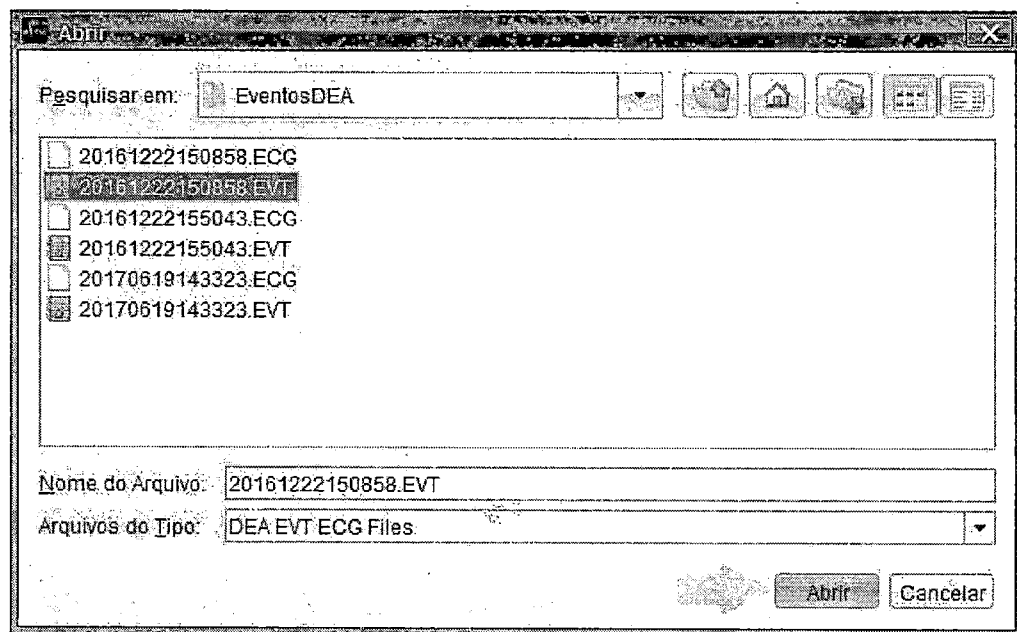 Abrir
Pesquisar em: EventosDEA
20161222150858.ECG
20161222150858.EVT
20161222155043.ECG
20161222155043.EVT
20170619143323.ECG
20170619143323.EVT
Nome do Arquivo: 20161222150858.EVT
Arquivos do Tipo: DEA EVT ECG Files
Abrir Cancelar